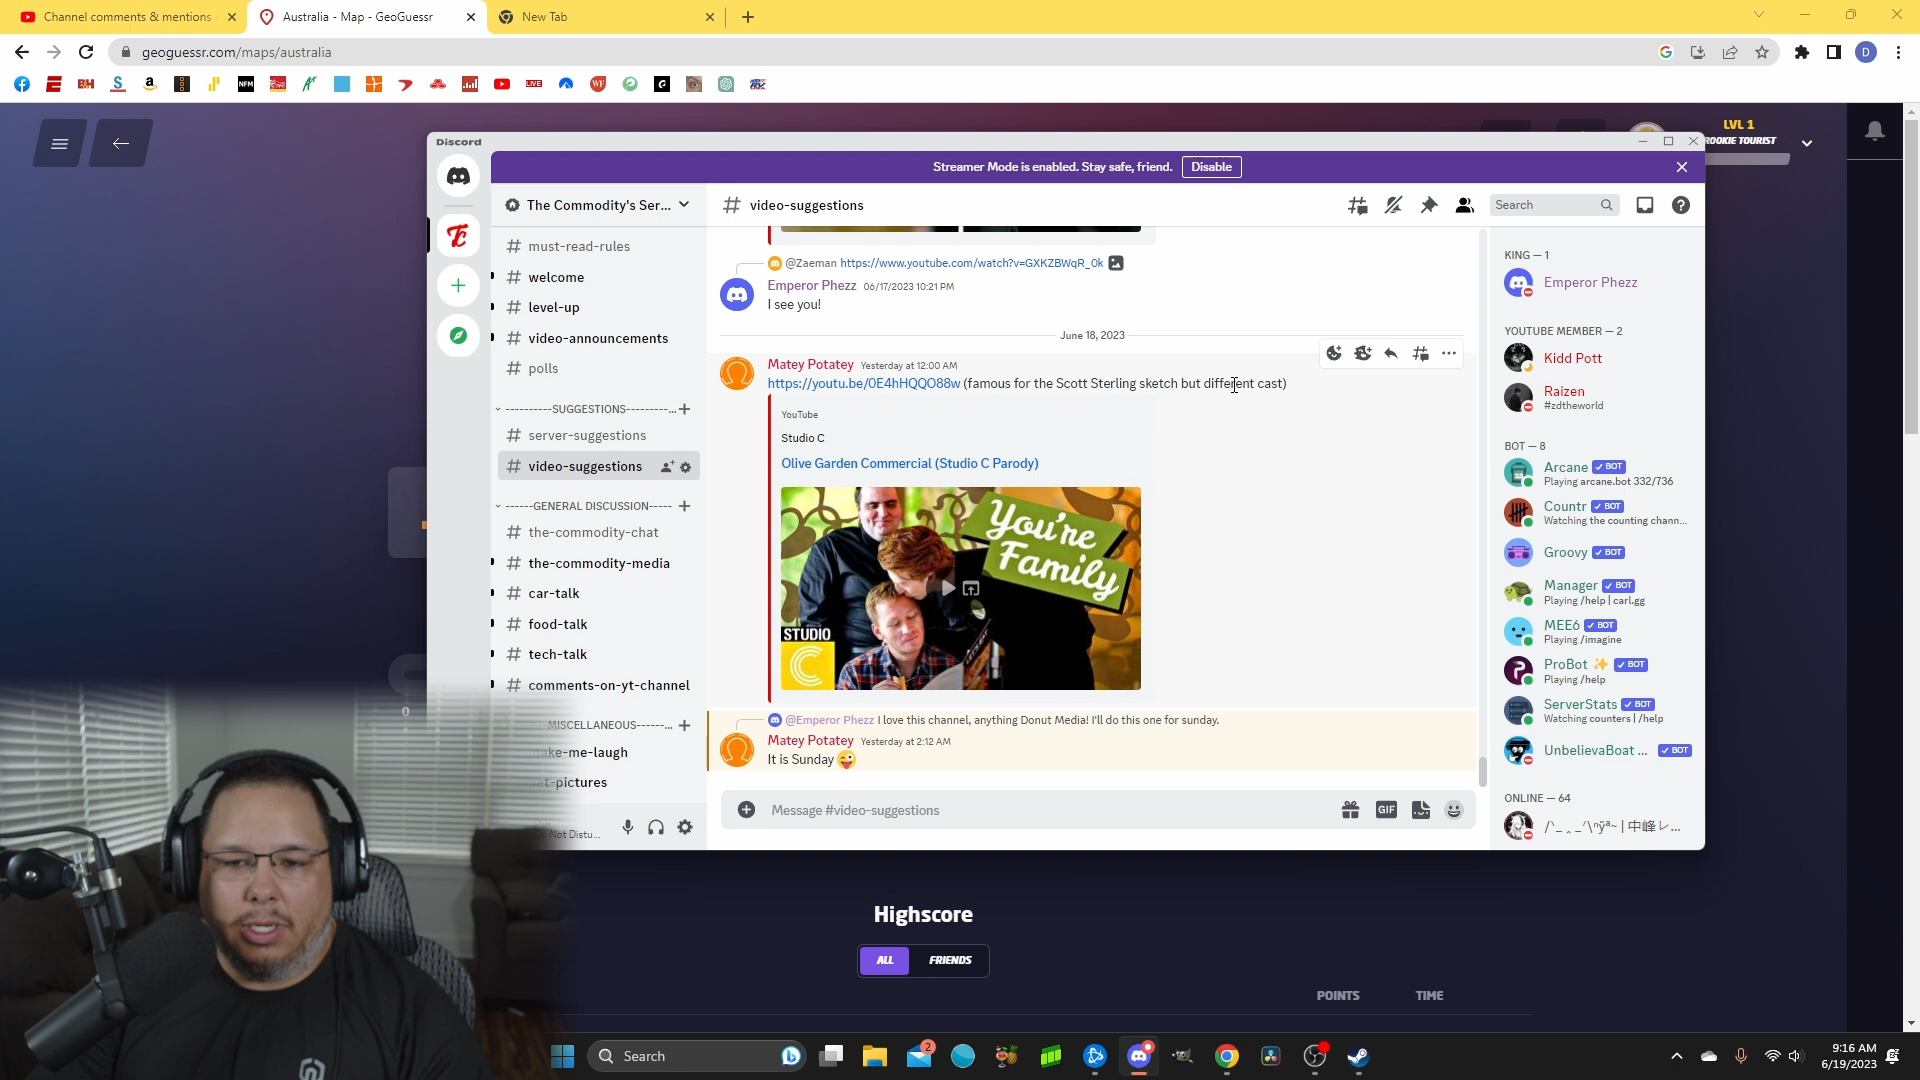 Channel comments & mentions
Australia - Map - GeoGuessr
New Tab
geoguessr.com/maps/australia
D
LVL 1
ROOKIE TOURIST
Discord
Streamer Mode is enabled. Stay safe, friend.
Disable
The Commodity's Ser...
# video-suggestions
Search
# must-read-rules
# welcome
# level-up
# video-announcements
# polls
----------SUGGESTIONS---------...
# server-suggestions
# video-suggestions
------GENERAL DISCUSSION-----
# the-commodity-chat
# the-commodity-media
# car-talk
# food-talk
# tech-talk
# comments-on-yt-channel
MISCELLANEOUS------...
ake-me-laugh
et-pictures
Not Distu...
@Zaeman https://www.youtube.com/watch?v=GXKZBWqR_0k
Emperor Phezz 06/17/2023 10:21 PM
I see you!
June 18, 2023
Matey Potatey Yesterday at 12:00 AM
https://youtu.be/0E4hHQQO88w (famous for the Scott Sterling sketch but different cast)
YouTube
Studio C
Olive Garden Commercial (Studio C Parody)
You're
Family
STUDIO
C
@Emperor Phezz I love this channel, anything Donut Media! I'll do this one for sunday.
Matey Potatey Yesterday at 2:12 AM
It is Sunday 😜
Message #video-suggestions
GIF
KING — 1
Emperor Phezz
YOUTUBE MEMBER — 2
Kidd Pott
Raizen
#zdtheworld
BOT — 8
Arcane ✓ BOT
Playing arcane.bot 332/736
Countr ✓ BOT
Watching the counting chann...
Groovy ✓ BOT
Manager ✓ BOT
Playing /help | carl.gg
MEE6 ✓ BOT
Playing /imagine
ProBot ✨ ✓ BOT
Playing /help
ServerStats ✓ BOT
Watching counters | /help
UnbelievaBoat ... ✓ BOT
ONLINE — 64
Highscore
ALL
FRIENDS
POINTS
TIME
Search
2
9:16 AM
6/19/2023